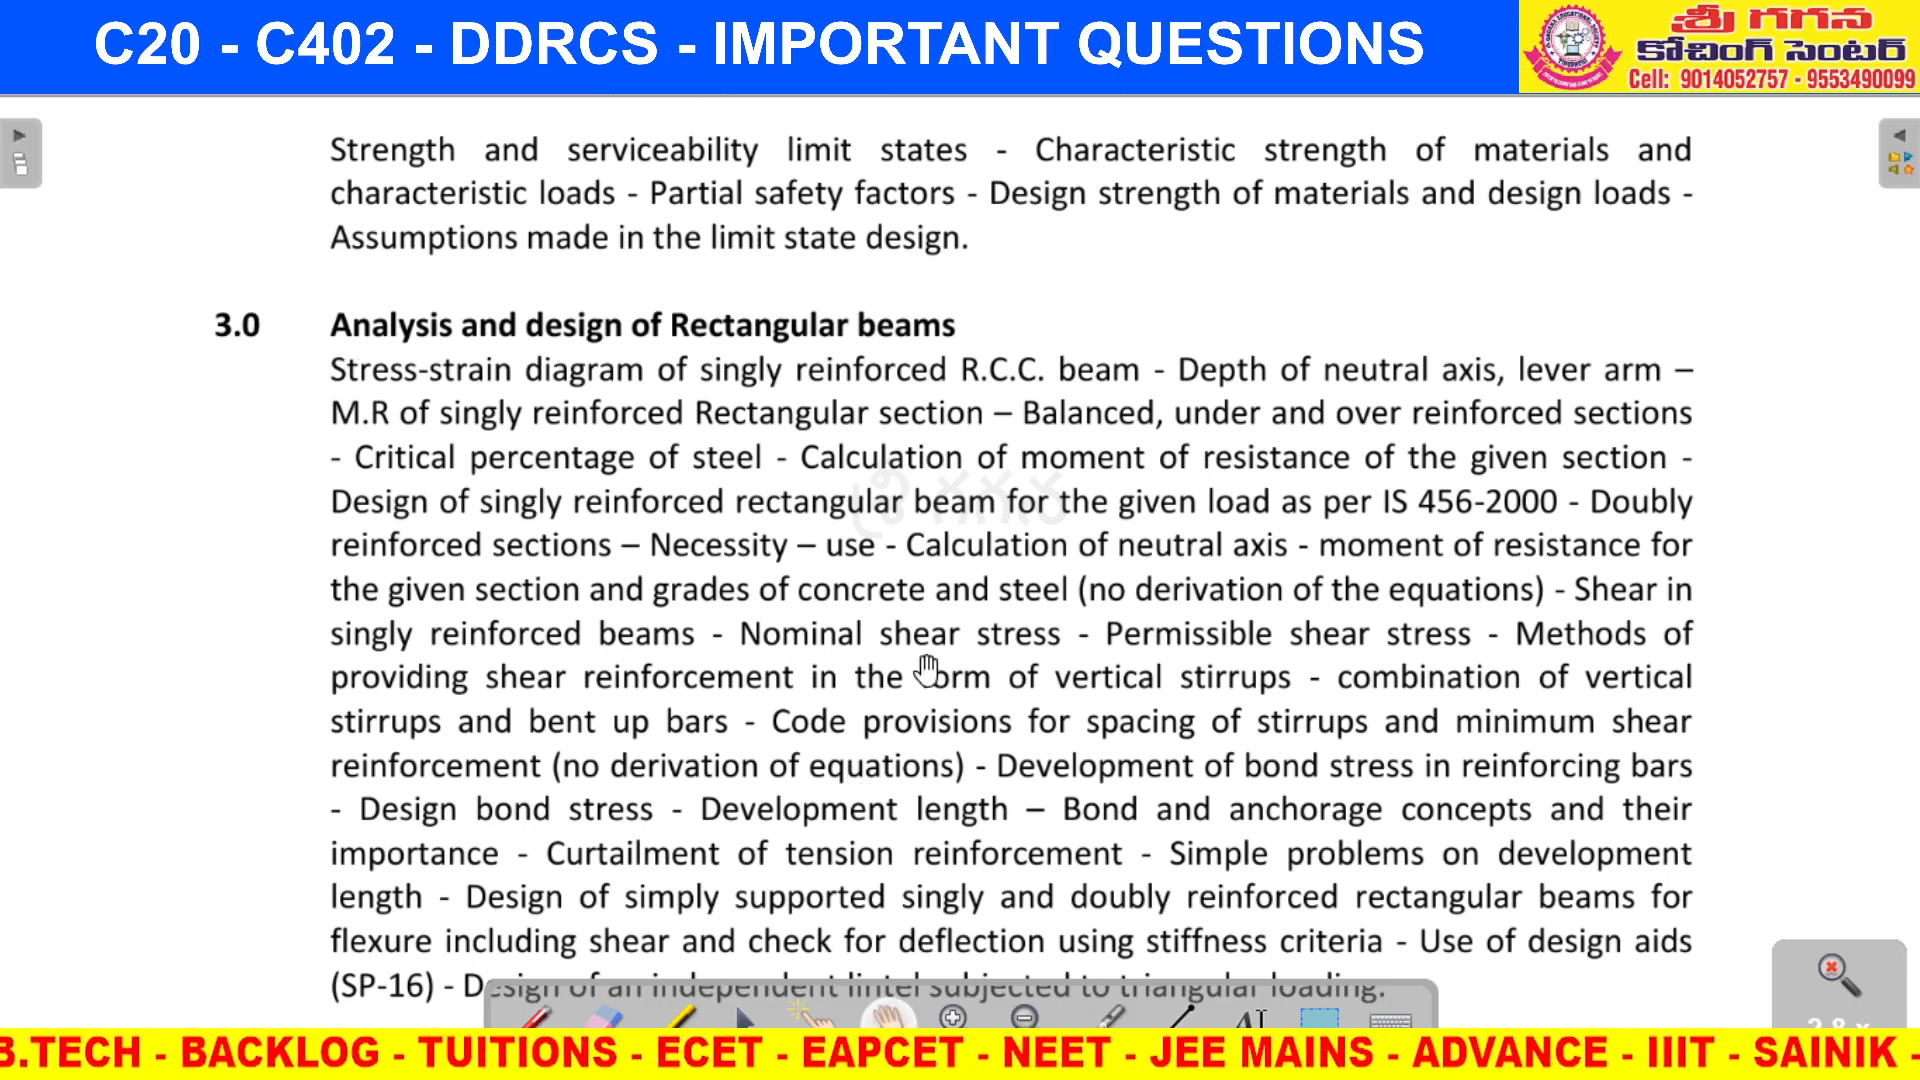 C20 - C402 - DDRCS - IMPORTANT QUESTIONS
శ్రీ గగన
కోచింగ్ సెంటర్
Cell: 9014052757 - 9553490099
Strength and serviceability limit states - Characteristic strength of materials and
characteristic loads - Partial safety factors - Design strength of materials and design loads -
Assumptions made in the limit state design.
3.0 Analysis and design of Rectangular beams
Stress-strain diagram of singly reinforced R.C.C. beam - Depth of neutral axis, lever arm –
M.R of singly reinforced Rectangular section – Balanced, under and over reinforced sections
- Critical percentage of steel - Calculation of moment of resistance of the given section -
Design of singly reinforced rectangular beam for the given load as per IS 456-2000 - Doubly
reinforced sections – Necessity – use - Calculation of neutral axis - moment of resistance for
the given section and grades of concrete and steel (no derivation of the equations) - Shear in
singly reinforced beams - Nominal shear stress - Permissible shear stress - Methods of
providing shear reinforcement in the form of vertical stirrups - combination of vertical
stirrups and bent up bars - Code provisions for spacing of stirrups and minimum shear
reinforcement (no derivation of equations) - Development of bond stress in reinforcing bars
- Design bond stress - Development length – Bond and anchorage concepts and their
importance - Curtailment of tension reinforcement - Simple problems on development
length - Design of simply supported singly and doubly reinforced rectangular beams for
flexure including shear and check for deflection using stiffness criteria - Use of design aids
(SP-16) - Design of an independent lintel subjected to triangular loading.
శ్రీ గగన
B.TECH - BACKLOG - TUITIONS - ECET - EAPCET - NEET - JEE MAINS - ADVANCE - IIIT - SAINIK -